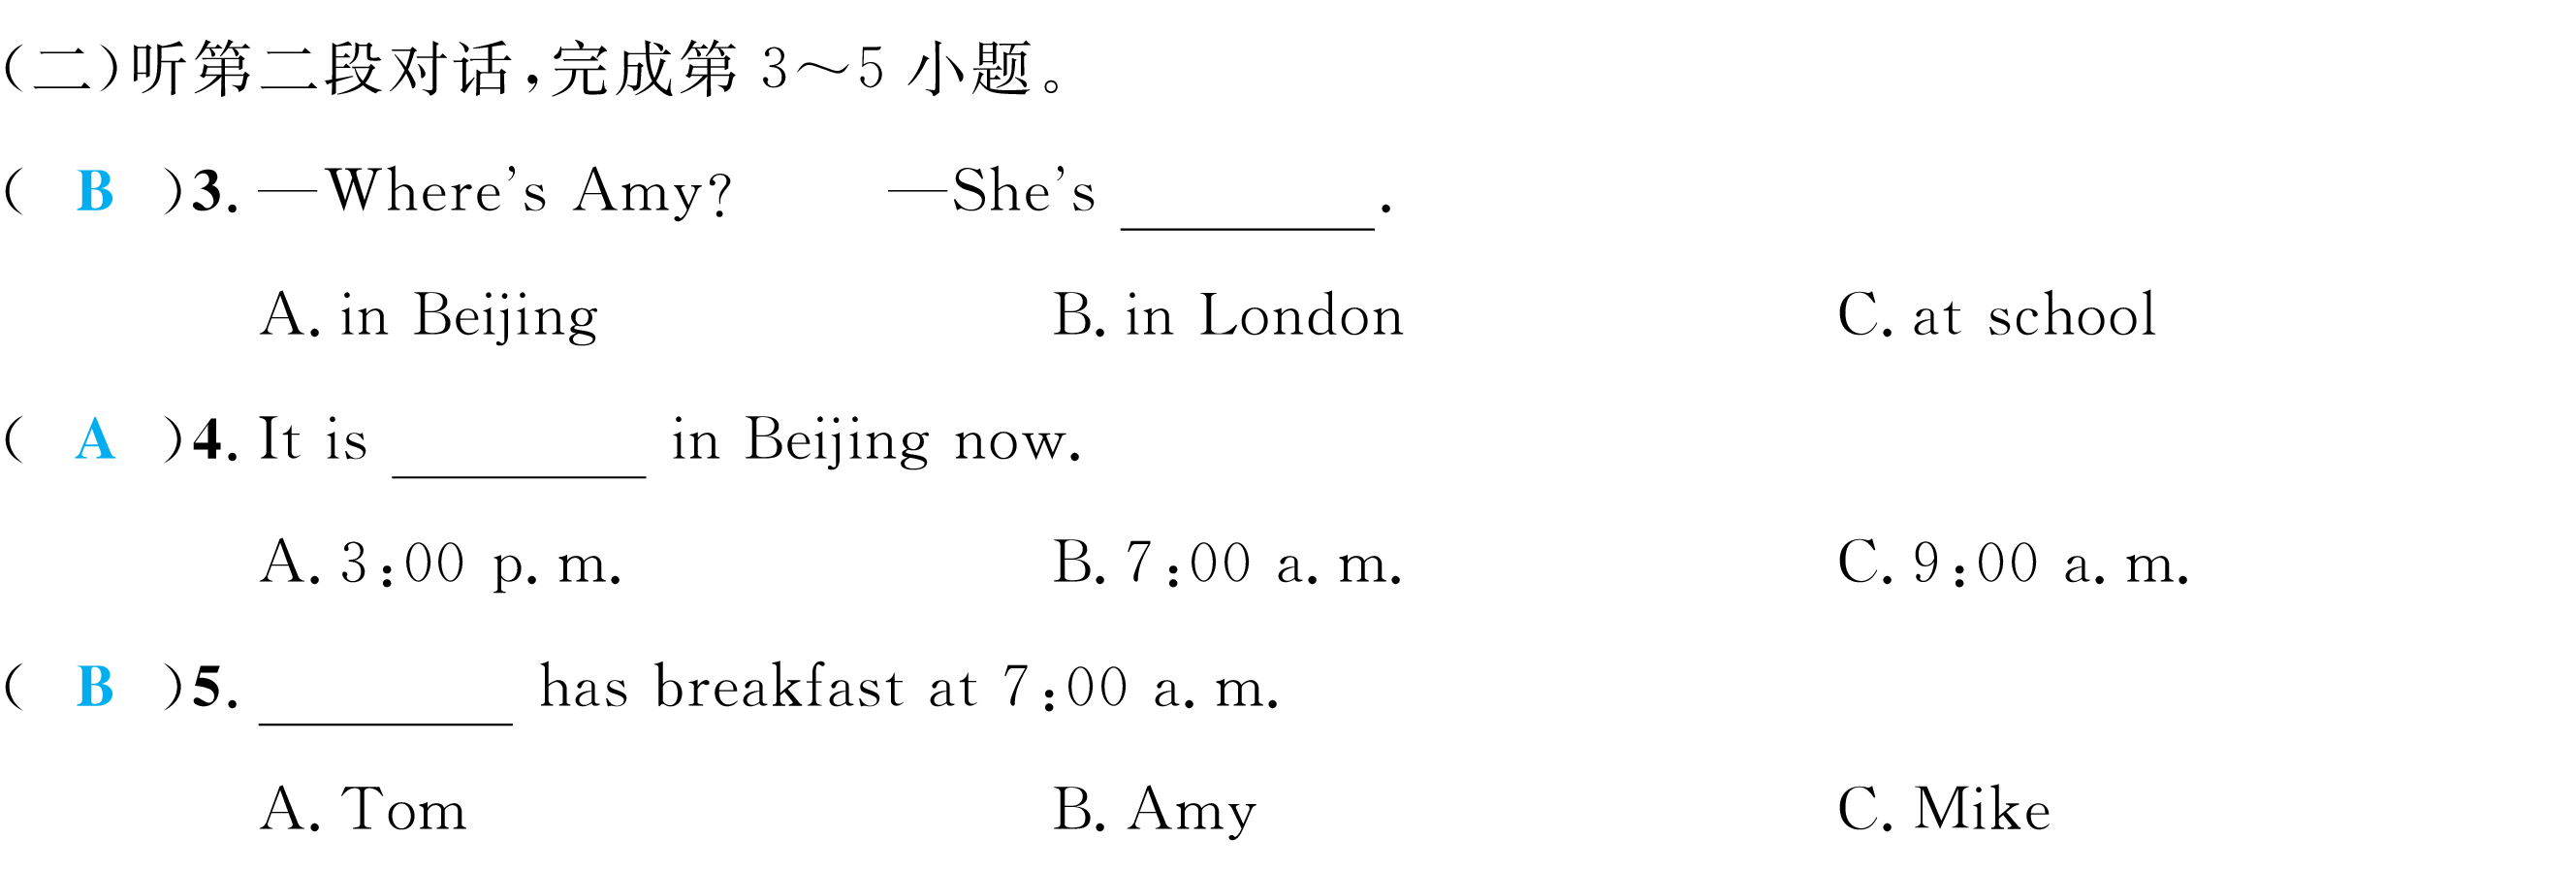 (二)听第二段对话,完成第 3～5 小题。
( B )3. —Where's Amy? —She's ________.
A. in Beijing B. in London C. at school
( A )4. It is ________ in Beijing now.
A. 3:00 p. m. B. 7:00 a. m. C. 9:00 a. m.
( B )5. ________ has breakfast at 7:00 a. m.
A. Tom B. Amy C. Mike